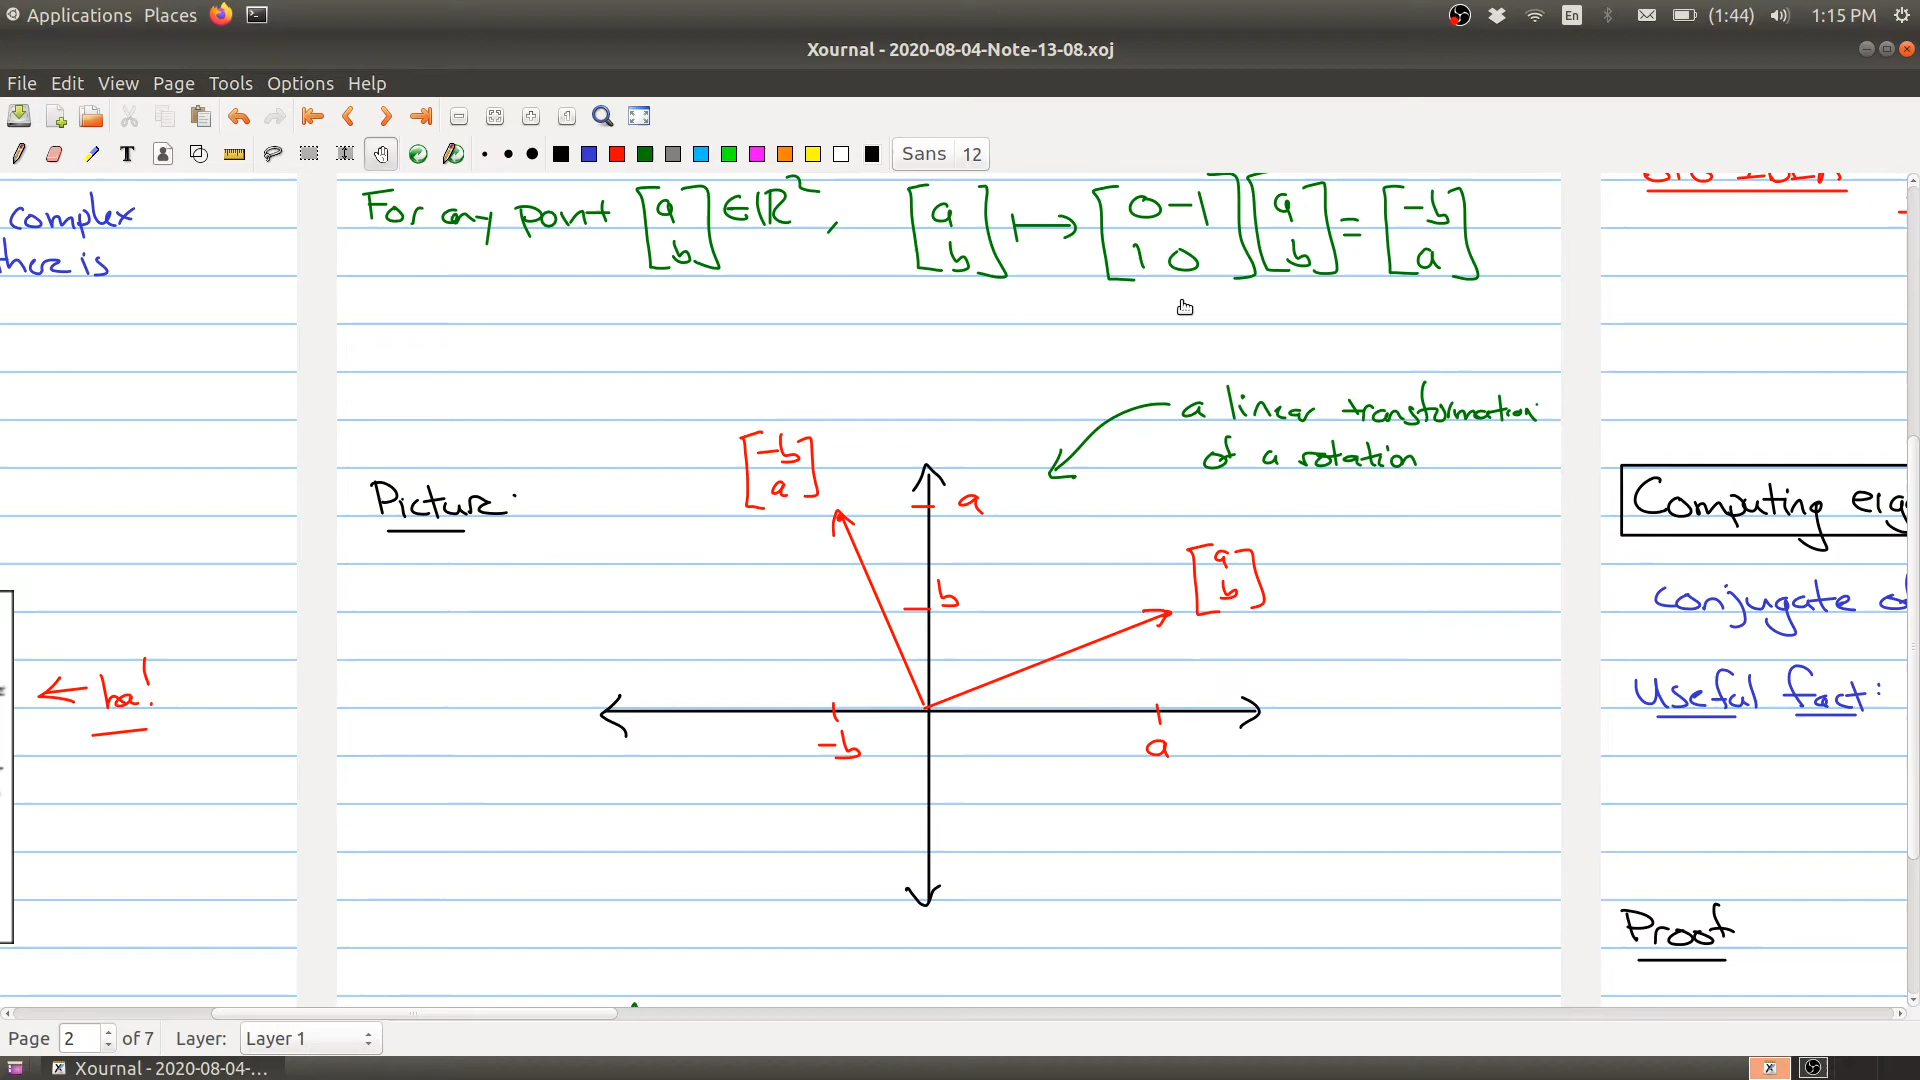 Applications Places En (1:44) 1:15 PM
Xournal - 2020-08-04-Note-13-08.xoj
File Edit View Page Tools Options Help
Sans 12
complex
there is
ha!
For any point [a b] ∈ ℝ², [a b] ↦ [0 -1 1 0] [a b] = [-b a]
a linear transformation
of a rotation
Picture:
[-b a]
a
[a b]
b
-b
a
Computing eig
conjugate o
Useful fact:
Proof
Page 2 of 7 Layer: Layer 1
Xournal - 2020-08-04-...